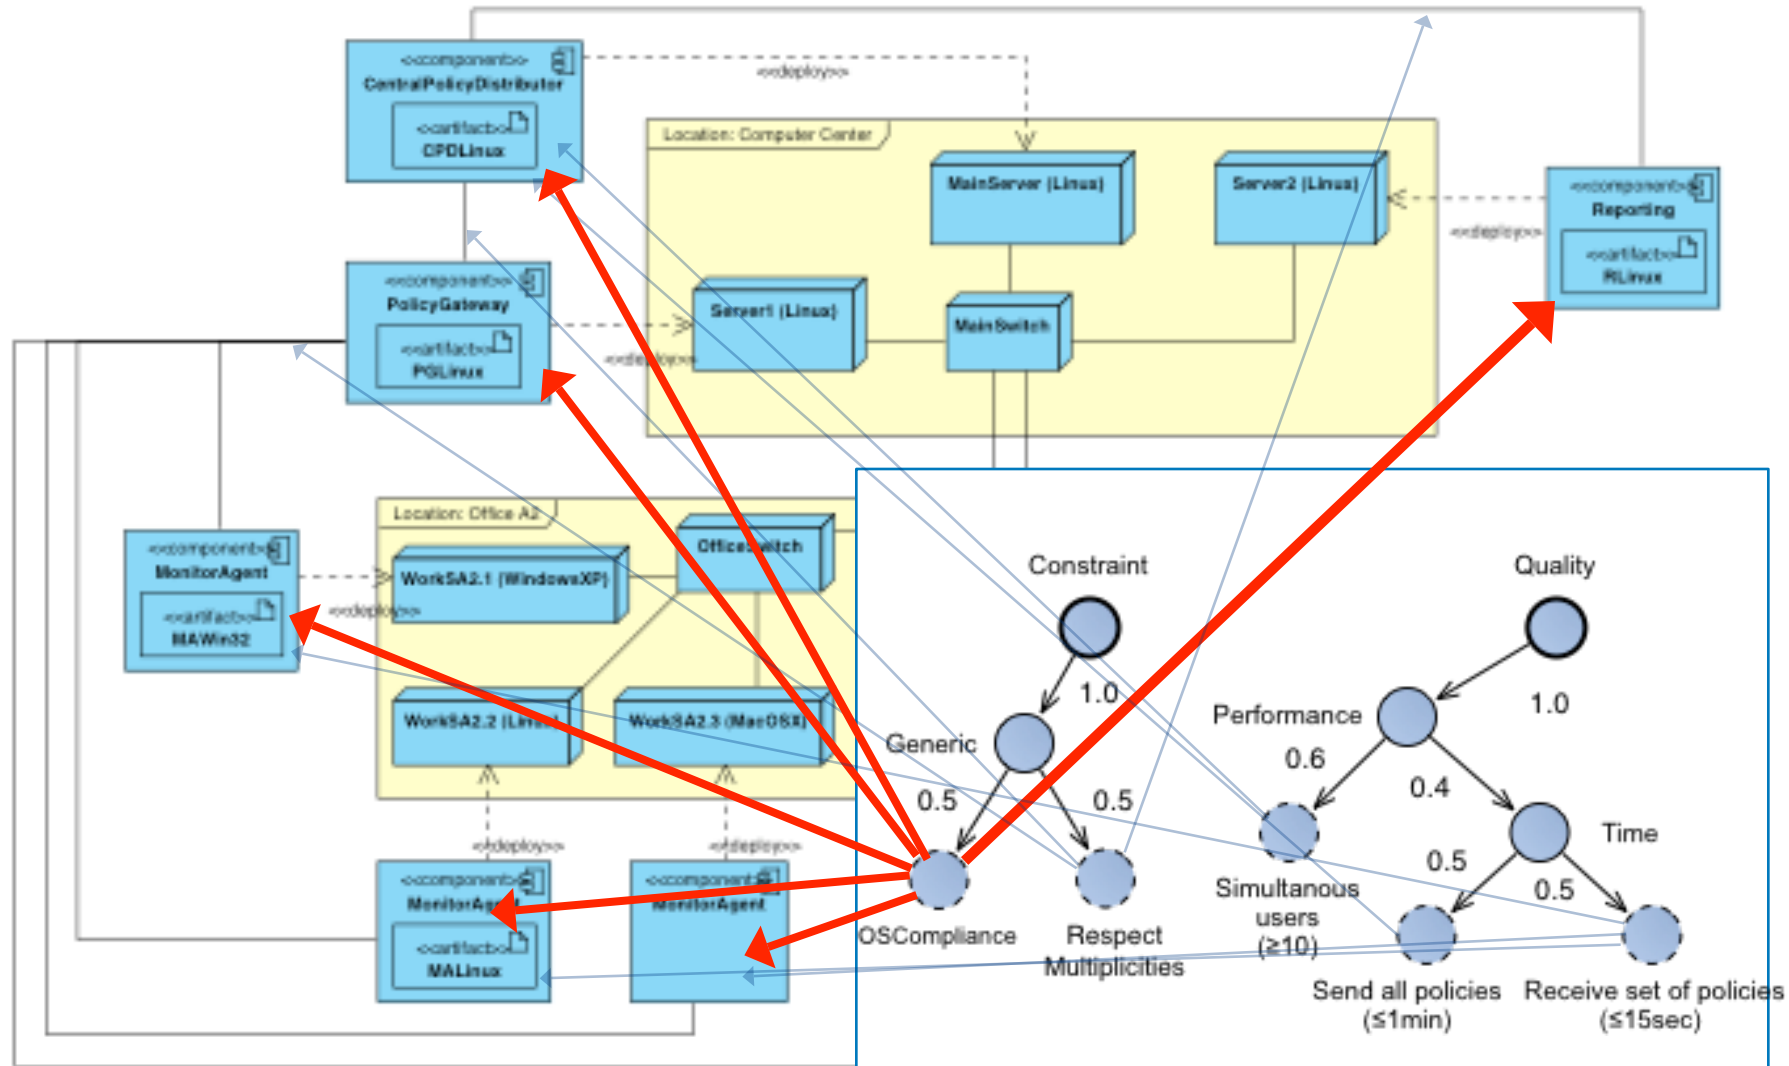 <<component>>
CentralPolicyDistributor
<<artifact>>
CPDLinux
<<deploy>>
Location: Computer Center
MainServer (Linux)
Server2 (Linux)
<<component>>
Reporting
<<artifact>>
RLinux
<<deploy>>
<<component>>
PolicyGateway
<<artifact>>
PGLinux
<<deploy>>
Server1 (Linux)
MainSwitch
Location: Office A2
<<component>>
MonitorAgent
<<artifact>>
MAWin32
<<deploy>>
WorkSA2.1 (WindowsXP)
OfficeSwitch
WorkSA2.2 (Linux)
WorkSA2.3 (MacOSX)
<<deploy>>
<<deploy>>
<<component>>
MonitorAgent
<<artifact>>
MALinux
<<component>>
MonitorAgent
Constraint
1.0
Generic
0.5
0.5
OSCompliance
Respect
Multiplicities
Quality
1.0
Performance
0.6
0.4
Time
0.5
0.5
Simultanous
users
(≥10)
Send all policies
(≤1min)
Receive set of policies
(≤15sec)